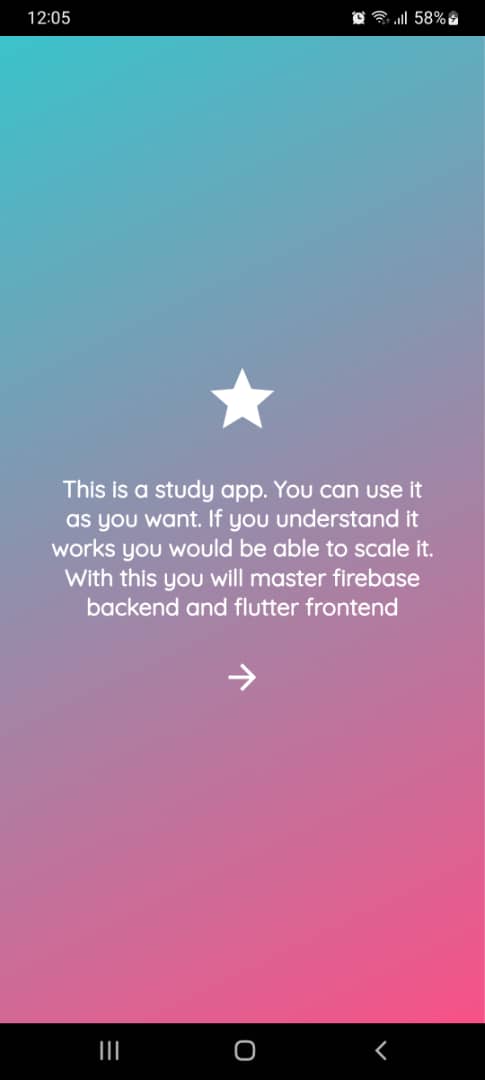 12:05
58%
This is a study app. You can use it
as you want. If you understand it
works you would be able to scale it.
With this you will master firebase
backend and flutter frontend